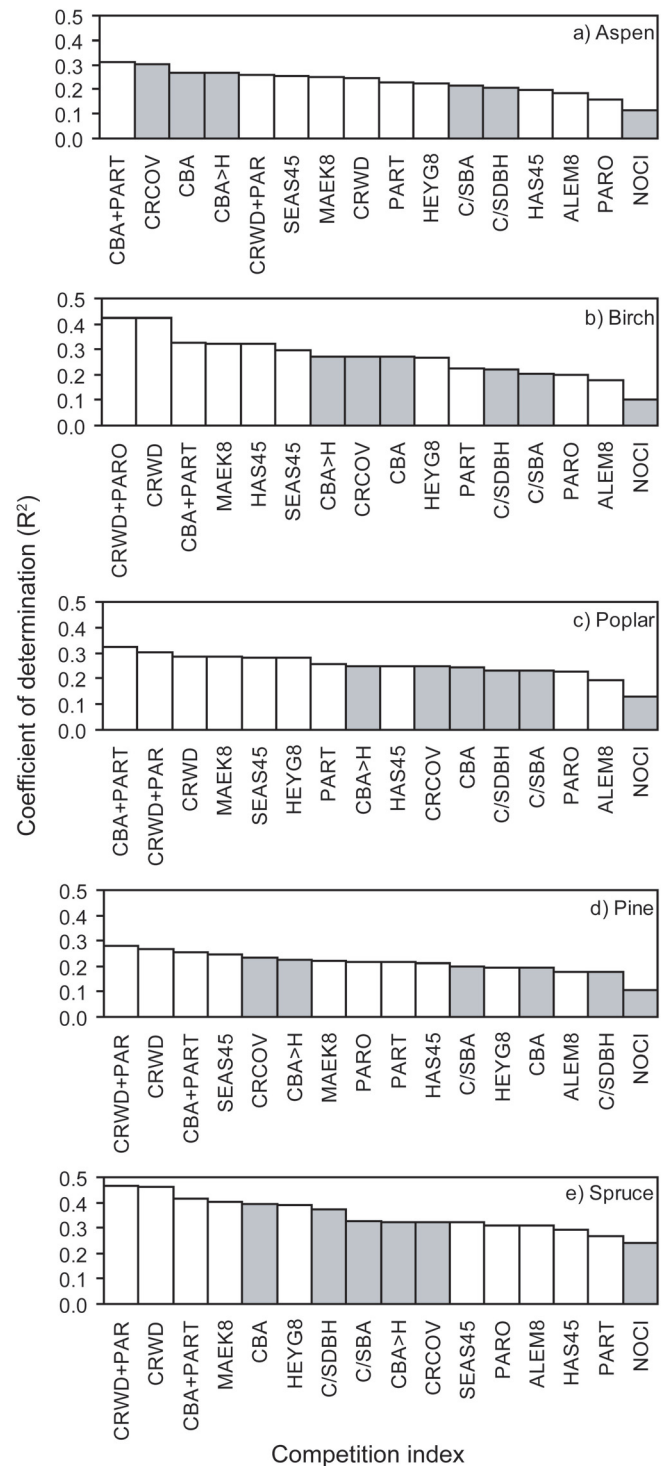 Coefficient of determination (R²)
a) Aspen
0.5
0.4
0.3
0.2
0.1
0.0
CBA+PART
CRCOV
CBA
CBA>H
CRWD+PAR
SEAS45
MAEK8
CRWD
PART
HEYG8
C/SBA
C/SDBH
HAS45
ALEM8
PARO
NOCI
b) Birch
0.5
0.4
0.3
0.2
0.1
0.0
CRWD+PARO
CRWD
CBA+PART
MAEK8
HAS45
SEAS45
CBA>H
CRCOV
CBA
HEYG8
PART
C/SDBH
C/SBA
PARO
ALEM8
NOCI
c) Poplar
0.5
0.4
0.3
0.2
0.1
0.0
CBA+PART
CRWD+PAR
CRWD
MAEK8
SEAS45
HEYG8
PART
CBA>H
HAS45
CRCOV
CBA
C/SDBH
C/SBA
PARO
ALEM8
NOCI
d) Pine
0.5
0.4
0.3
0.2
0.1
0.0
CRWD+PAR
CRWD
CBA+PART
SEAS45
CRCOV
CBA>H
MAEK8
PARO
PART
HAS45
C/SBA
HEYG8
CBA
ALEM8
C/SDBH
NOCI
e) Spruce
0.5
0.4
0.3
0.2
0.1
0.0
CRWD+PAR
CRWD
CBA+PART
MAEK8
CBA
HEYG8
C/SDBH
C/SBA
CBA>H
CRCOV
SEAS45
PARO
ALEM8
HAS45
PART
NOCI
Competition index